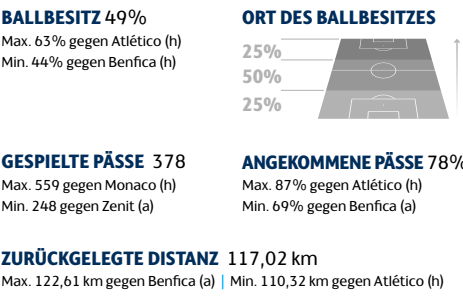 BALLBESITZ 49%
Max. 63% gegen Atlético (h)
Min. 44% gegen Benfica (h)
ORT DES BALLBESITZES
25%
50%
25%
GESPIELTE PÄSSE 378
Max. 559 gegen Monaco (h)
Min. 248 gegen Zenit (a)
ANGEKOMMENE PÄSSE 78%
Max. 87% gegen Atlético (h)
Min. 69% gegen Benfica (a)
ZURÜCKGELEGTE DISTANZ 117,02 km
Max. 122,61 km gegen Benfica (a) | Min. 110,32 km gegen Atlético (h)